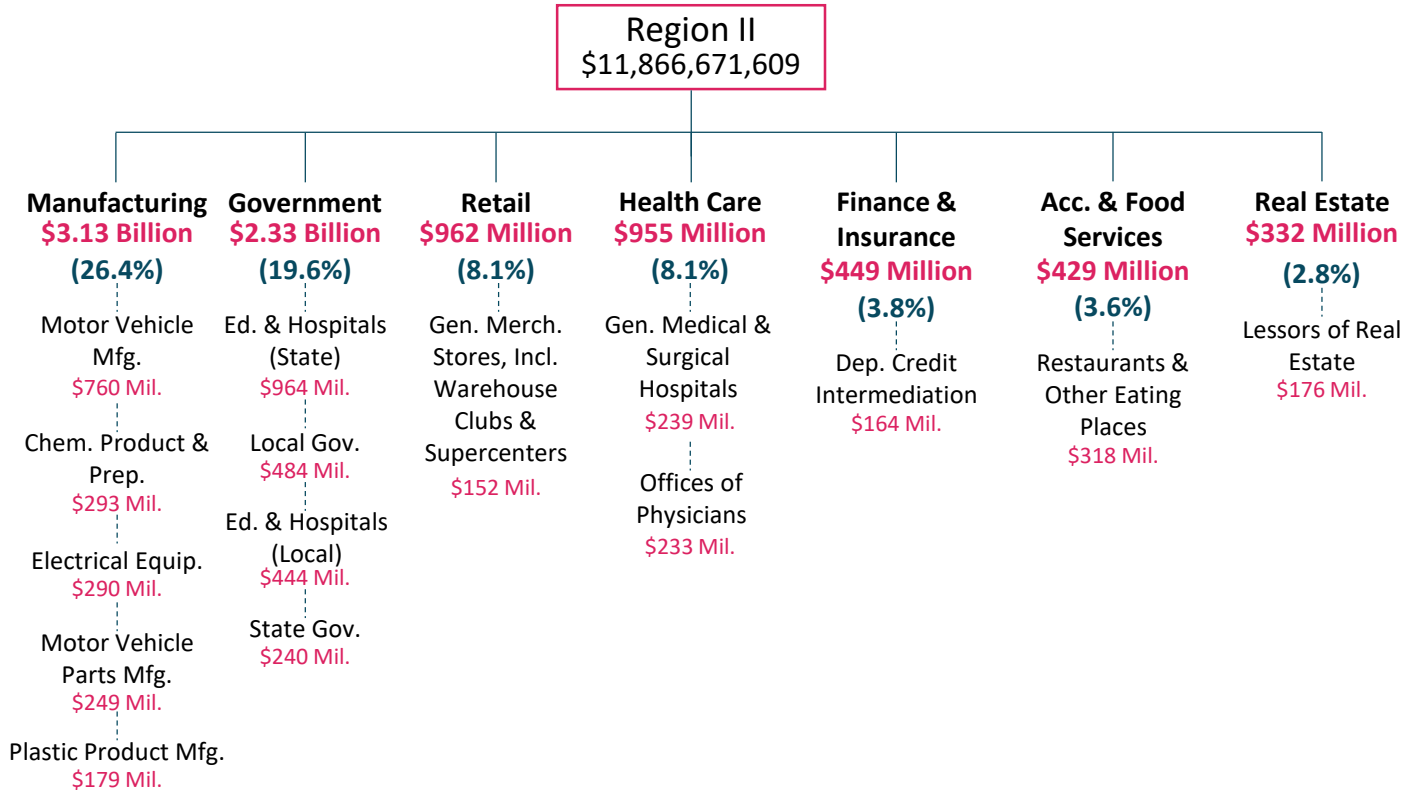 Region II
$11,866,671,609
Manufacturing
$3.13 Billion
(26.4%)
Motor Vehicle
Mfg.
$760 Mil.
Chem. Product &
Prep.
$293 Mil.
Electrical Equip.
$290 Mil.
Motor Vehicle
Parts Mfg.
$249 Mil.
Plastic Product Mfg.
$179 Mil.
Government
$2.33 Billion
(19.6%)
Ed. & Hospitals
(State)
$964 Mil.
Local Gov.
$484 Mil.
Ed. & Hospitals
(Local)
$444 Mil.
State Gov.
$240 Mil.
Retail
$962 Million
(8.1%)
Gen. Merch.
Stores, Incl.
Warehouse
Clubs &
Supercenters
$152 Mil.
Health Care
$955 Million
(8.1%)
Gen. Medical &
Surgical
Hospitals
$239 Mil.
Offices of
Physicians
$233 Mil.
Finance &
Insurance
$449 Million
(3.8%)
Dep. Credit
Intermediation
$164 Mil.
Acc. & Food
Services
$429 Million
(3.6%)
Restaurants &
Other Eating
Places
$318 Mil.
Real Estate
$332 Million
(2.8%)
Lessors of Real
Estate
$176 Mil.